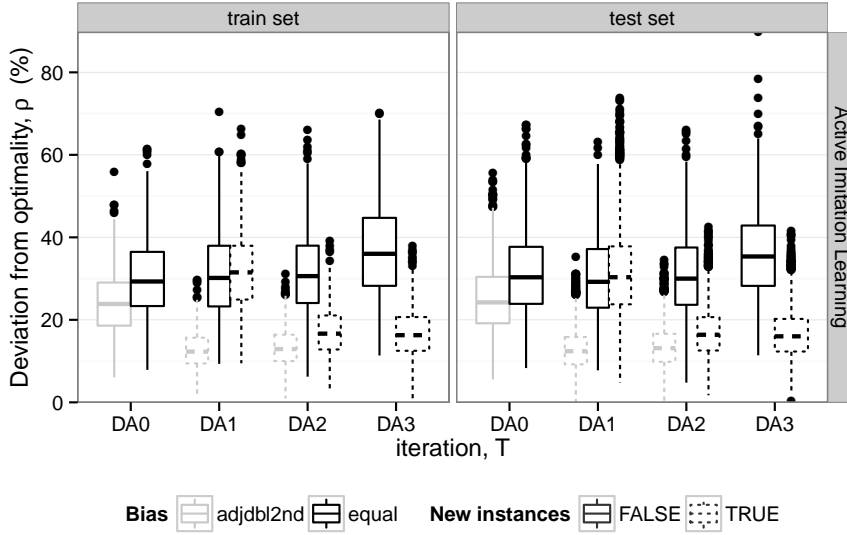 train set
test set
Deviation from optimality, ρ (%)
80
60
40
20
0
Active Imitation Learning
DA0 DA1 DA2 DA3 DA0 DA1 DA2 DA3
iteration, T
Bias adjdbl2nd equal New instances FALSE TRUE